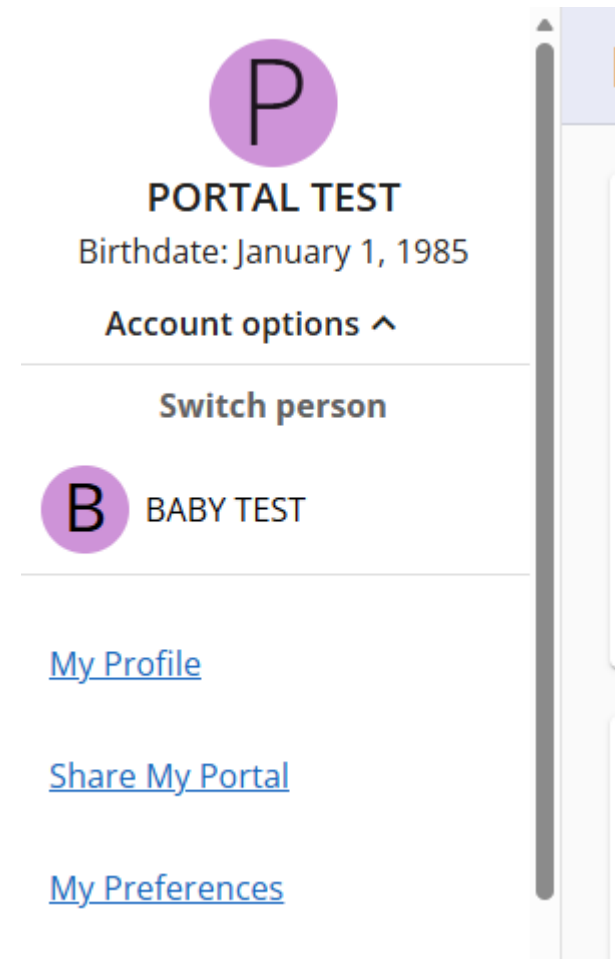 P
PORTAL TEST
Birthdate: January 1, 1985
Account options
Switch person
B BABY TEST
My Profile
Share My Portal
My Preferences